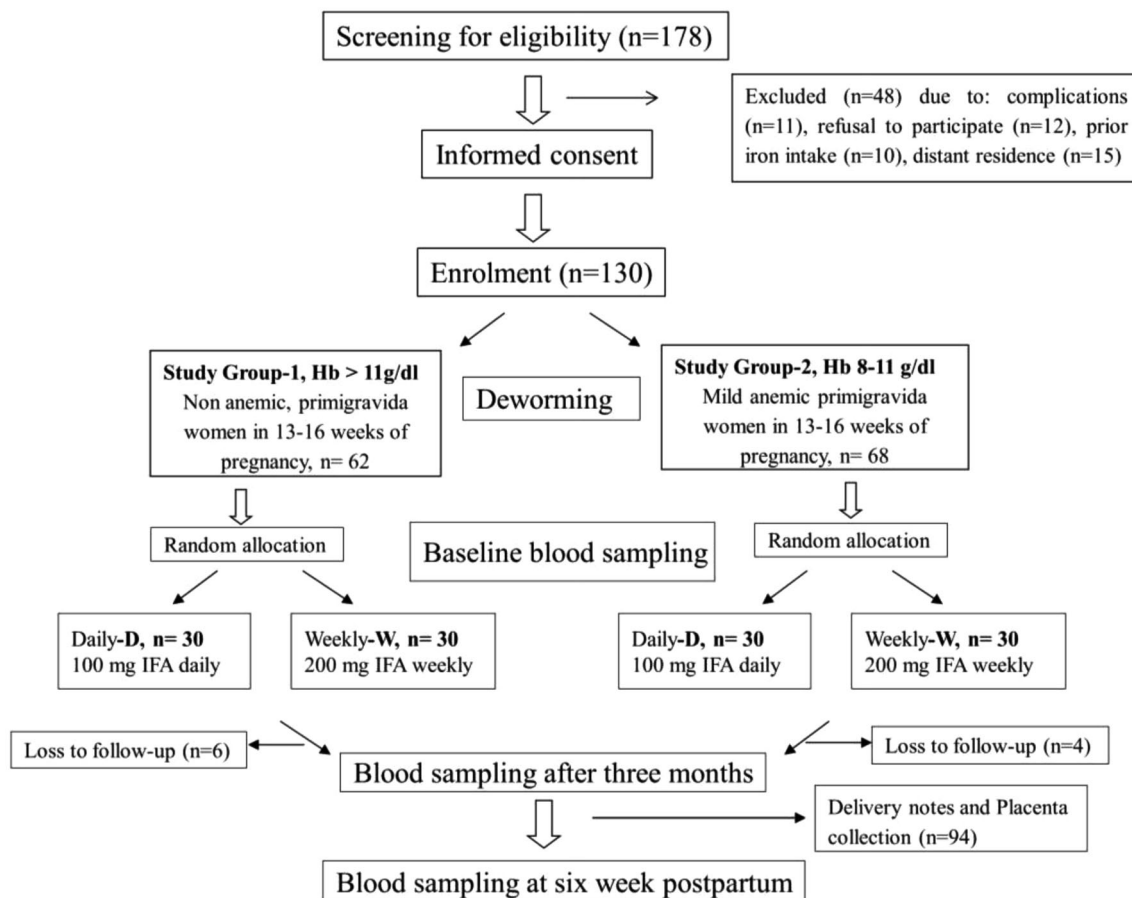 Screening for eligibility (n=178)
Excluded (n=48) due to: complications
(n=11), refusal to participate (n=12), prior
iron intake (n=10), distant residence (n=15)
Informed consent
Enrolment (n=130)
Study Group-1, Hb > 11g/dl
Non anemic, primigravida
women in 13-16 weeks of
pregnancy, n= 62
Deworming
Study Group-2, Hb 8-11 g/dl
Mild anemic primigravida
women in 13-16 weeks of
pregnancy, n= 68
Random allocation
Baseline blood sampling
Random allocation
Daily-D, n= 30
100 mg IFA daily
Weekly-W, n= 30
200 mg IFA weekly
Daily-D, n= 30
100 mg IFA daily
Weekly-W, n= 30
200 mg IFA weekly
Loss to follow-up (n=6)
Loss to follow-up (n=4)
Blood sampling after three months
Delivery notes and Placenta
collection (n=94)
Blood sampling at six week postpartum